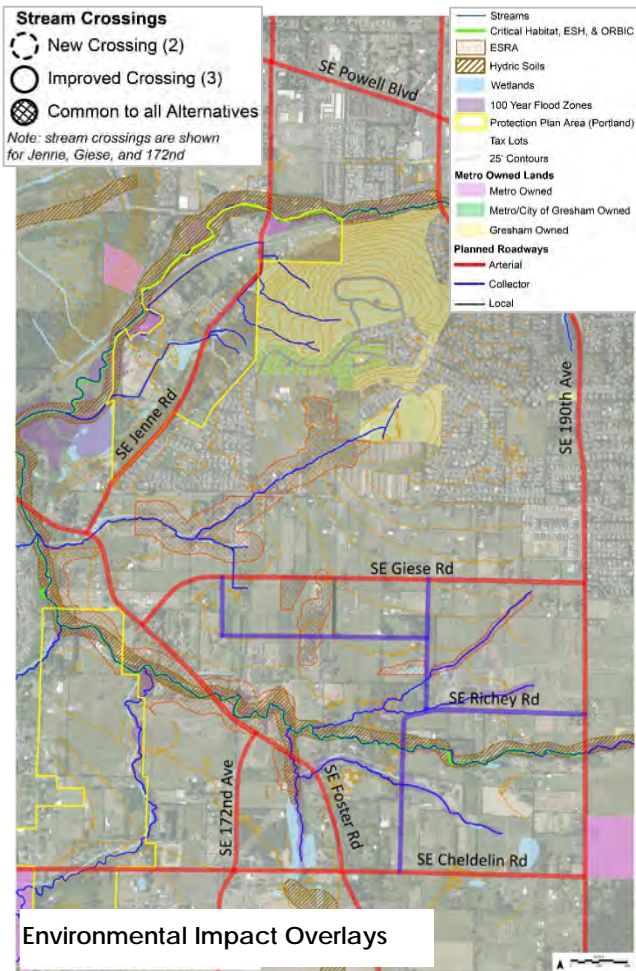 Stream Crossings
New Crossing (2)
Improved Crossing (3)
Common to all Alternatives
Note: stream crossings are shown
for Jenne, Giese, and 172nd
Streams
Critical Habitat, ESH, & ORBIC
ESRA
Hydric Soils
Wetlands
100 Year Flood Zones
Protection Plan Area (Portland)
Tax Lots
25' Contours
Metro Owned Lands
Metro Owned
Metro/City of Gresham Owned
Gresham Owned
Planned Roadways
Arterial
Collector
Local
SE Powell Blvd
SE 190th Ave
SE Jenne Rd
SE Giese Rd
SE Richey Rd
SE 172nd Ave
SE Foster Rd
SE Cheldelin Rd
Environmental Impact Overlays